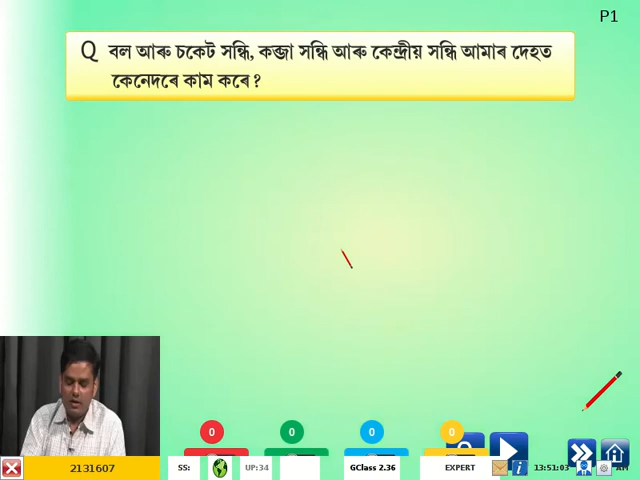 P1
Q বল আৰু চকেট সন্ধি, কব্জা সন্ধি আৰু কেন্দ্ৰীয় সন্ধি আমাৰ দেহত
কেনেদৰে কাম কৰে ?
0 0 0 0
2131607 SS: UP:34 GClass 2.36 EXPERT 13:51:03 AM